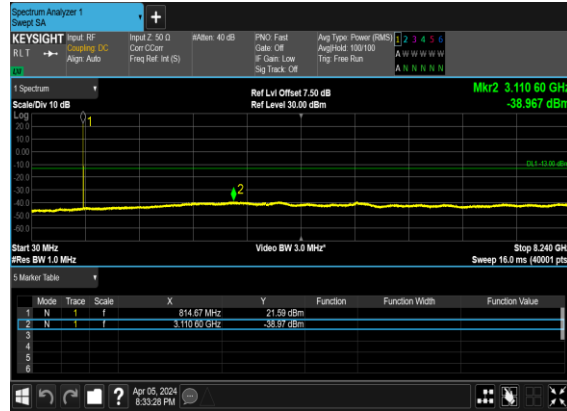 Spectrum Analyzer 1
Swept SA
+
KEYSIGHT Input: RF Input Z: 50 Ω #Atten: 40 dB PNO: Fast Avg Type: Power (RMS) 1 2 3 4 5 6
RLT Coupling: DC Corr CCorr Gate: Off Avg|Hold: 100/100 A W W W W W
Align: Auto Freq Ref: Int (S) IF Gain: Low Trig: Free Run
Sig Track: Off A N N N N N
1 Spectrum Ref Lvl Offset 7.50 dB Mkr2 3.110 60 GHz
Scale/Div 10 dB Ref Level 30.00 dBm -38.967 dBm
Log
20.0
10.0
0.00
-10.0
-20.0
-30.0
-40.0
-50.0
-60.0
1
2
DL1 -13.00 dBm
Start 30 MHz Video BW 3.0 MHz* Stop 8.240 GHz
#Res BW 1.0 MHz Sweep 16.0 ms (40001 pts)
5 Marker Table
Mode Trace Scale X Y Function Function Width Function Value
1 N 1 f 814.67 MHz 21.59 dBm
2 N 1 f 3.110 60 GHz -38.97 dBm
3
4
5
6
? Apr 05, 2024
8:33:28 PM